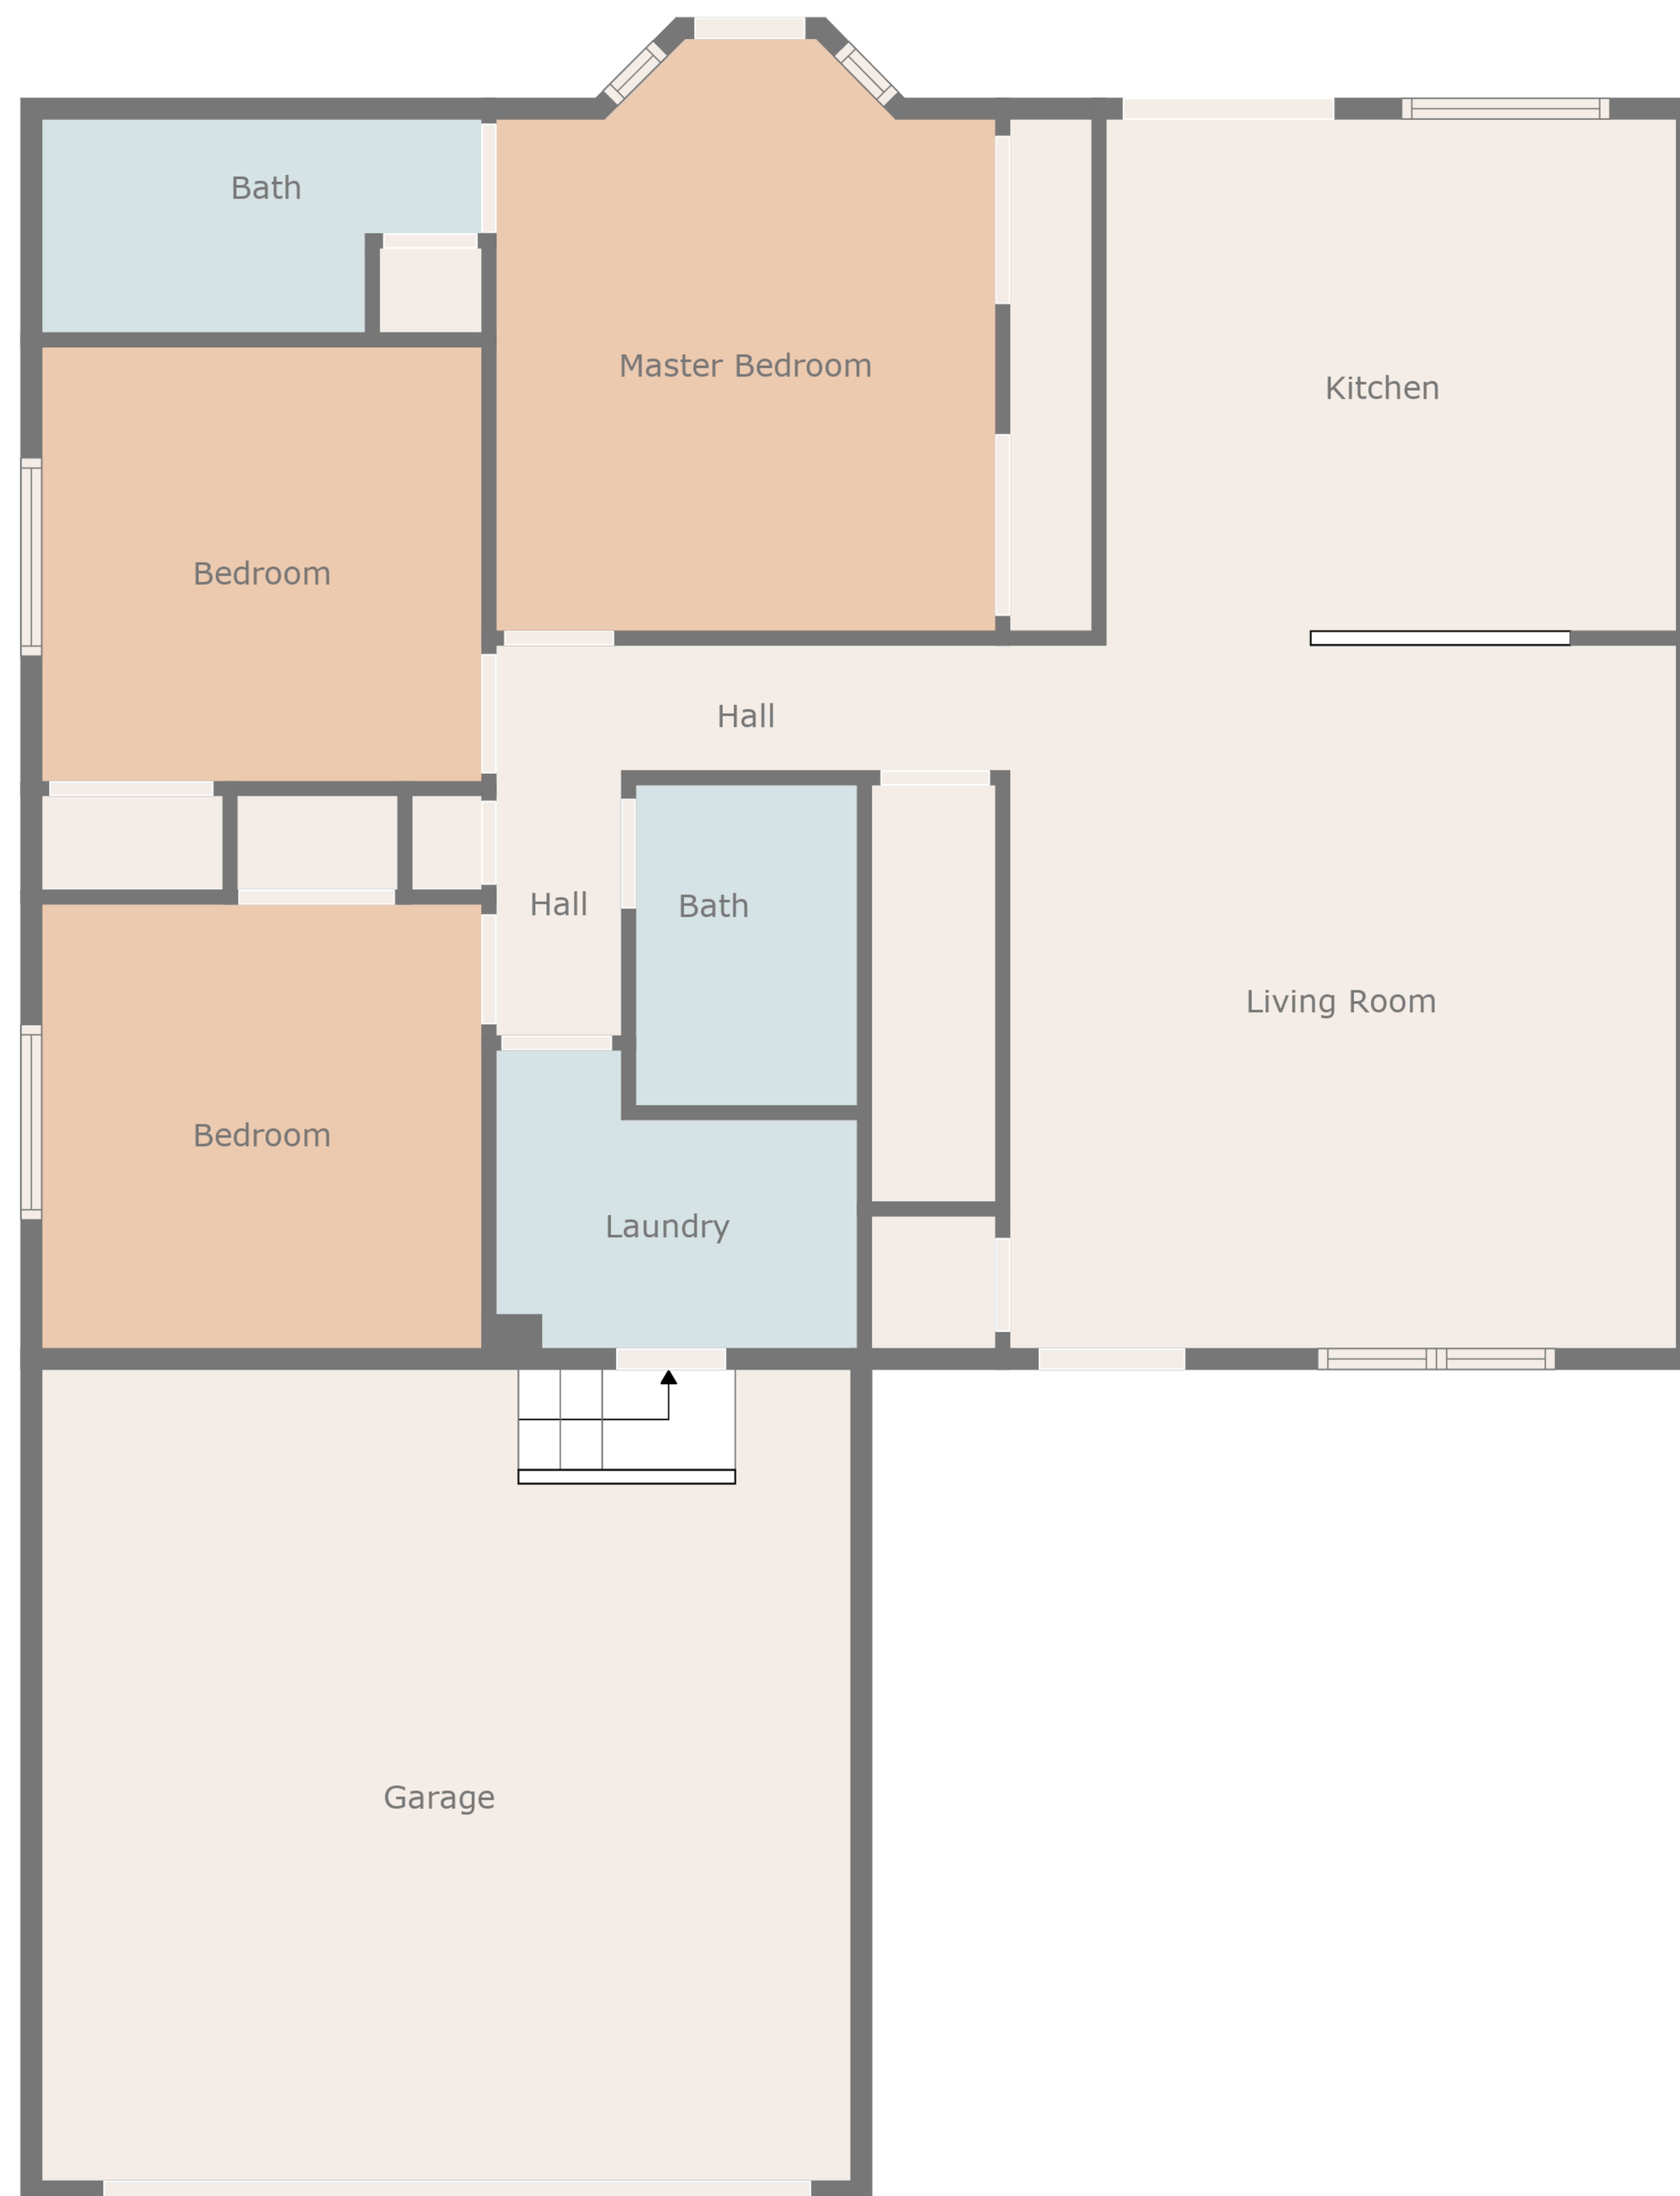 Bath
Master Bedroom
Kitchen
Bedroom
Hall
Hall
Bath
Living Room
Bedroom
Laundry
Garage